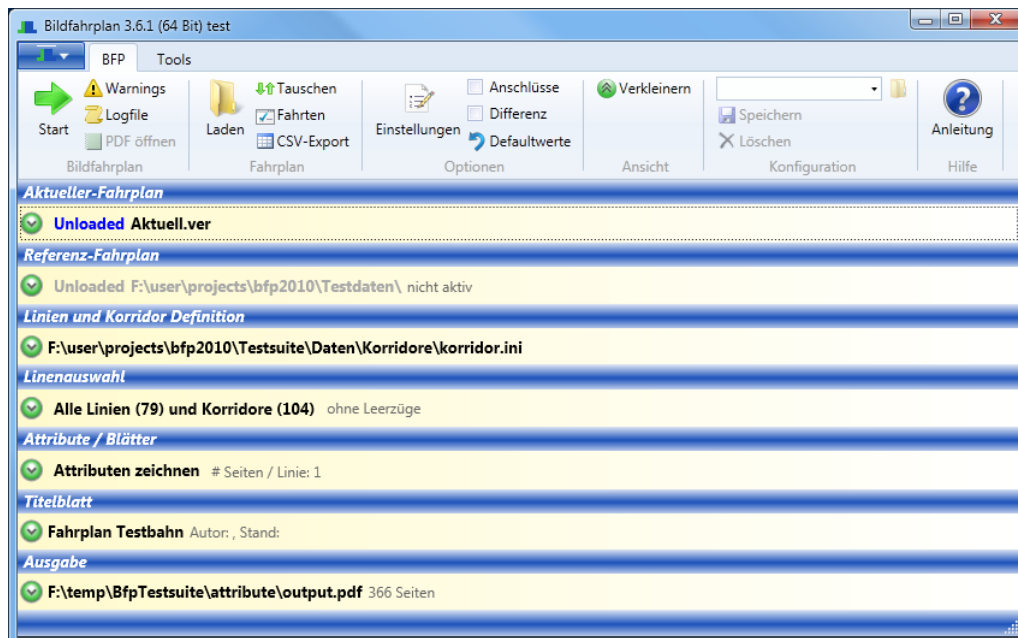 Bildfahrplan 3.6.1 (64 Bit) test
BFP Tools
Start
Warnings
Logfile
PDF öffnen
Bildfahrplan
Laden
Tauschen
Fahrten
CSV-Export
Fahrplan
Einstellungen
Anschlüsse
Differenz
Defaultwerte
Optionen
Verkleinern
Ansicht
Speichern
Löschen
Konfiguration
Anleitung
Hilfe
Aktueller-Fahrplan
Unloaded Aktuell.ver
Referenz-Fahrplan
Unloaded F:\user\projects\bfp2010\Testdaten\ nicht aktiv
Linien und Korridor Definition
F:\user\projects\bfp2010\Testsuite\Daten\Korridore\korridor.ini
Linenauswahl
Alle Linien (79) und Korridore (104) ohne Leerzüge
Attribute / Blätter
Attributen zeichnen # Seiten / Linie: 1
Titelblatt
Fahrplan Testbahn Autor: , Stand:
Ausgabe
F:\temp\BfpTestsuite\attribute\output.pdf 366 Seiten